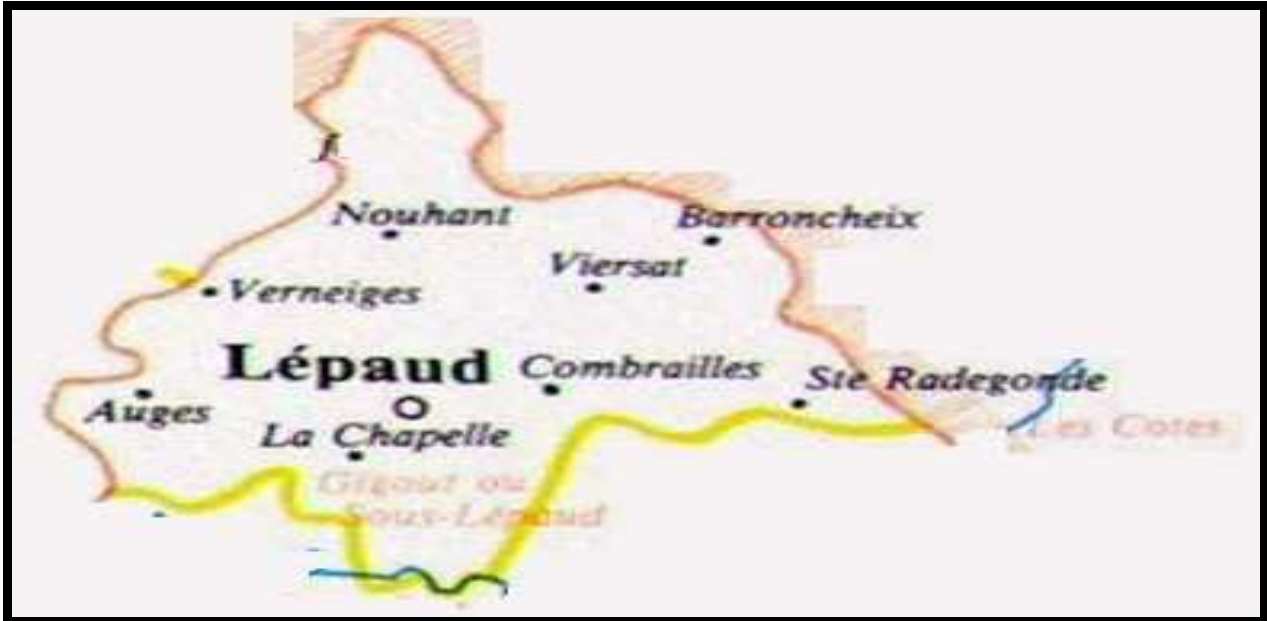 Nouhant
Barroncheix
Viersat
Verneiges
Lépaud
Combrailles
Ste Radegonde
Auges
La Chapelle
Les Cotes
Gigout ou
Sous-Lépaud